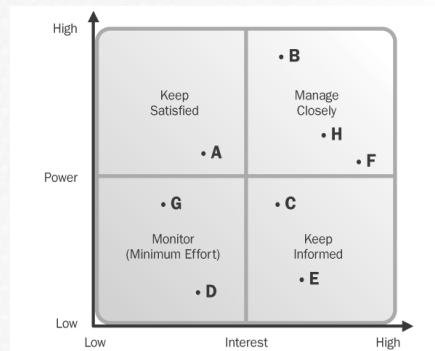 High
B
Keep
Satisfied
Manage
Closely
H
A
F
Power
G
C
Monitor
(Minimum Effort)
Keep
Informed
E
D
Low
Low
Interest
High